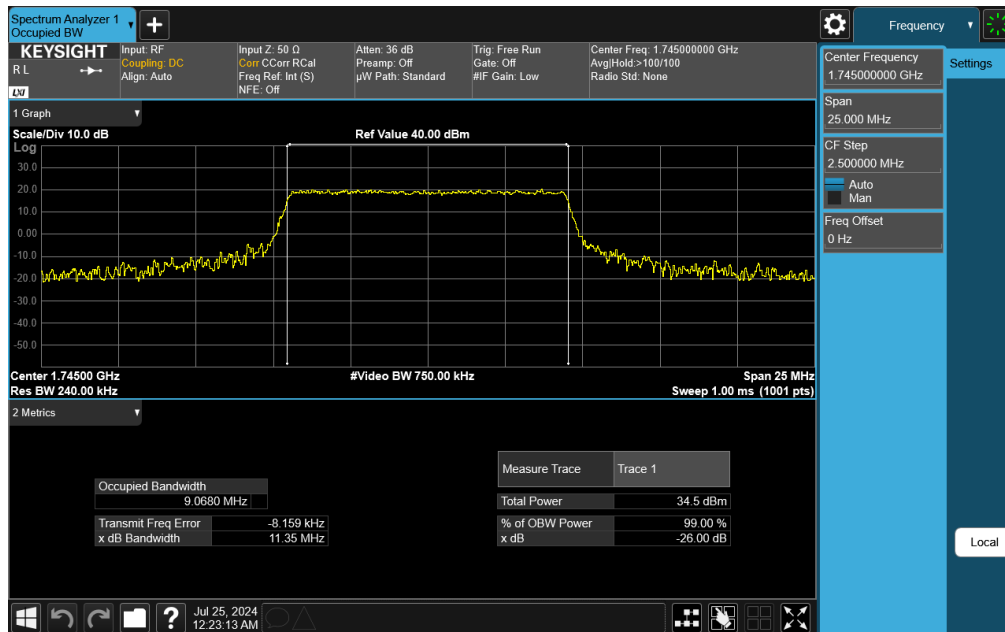 Spectrum Analyzer 1
Occupied BW
Frequency
KEYSIGHT
R L
LXI
Input: RF
Coupling: DC
Align: Auto
Input Z: 50 Ω
Corr CCorr RCal
Freq Ref: Int (S)
NFE: Off
Atten: 36 dB
Preamp: Off
µW Path: Standard
Trig: Free Run
Gate: Off
#IF Gain: Low
Center Freq: 1.745000000 GHz
Avg|Hold:>100/100
Radio Std: None
Center Frequency
1.745000000 GHz
Settings
Span
25.000 MHz
CF Step
2.500000 MHz
Auto
Man
Freq Offset
0 Hz
Local
1 Graph
Scale/Div 10.0 dB
Ref Value 40.00 dBm
Log
30.0
20.0
10.0
0.00
-10.0
-20.0
-30.0
-40.0
-50.0
Center 1.74500 GHz
#Video BW 750.00 kHz
Span 25 MHz
Res BW 240.00 kHz
Sweep 1.00 ms (1001 pts)
2 Metrics
Measure Trace
Trace 1
Occupied Bandwidth
9.0680 MHz
Total Power
34.5 dBm
Transmit Freq Error
-8.159 kHz
% of OBW Power
99.00 %
x dB Bandwidth
11.35 MHz
x dB
-26.00 dB
?
Jul 25, 2024
12:23:13 AM